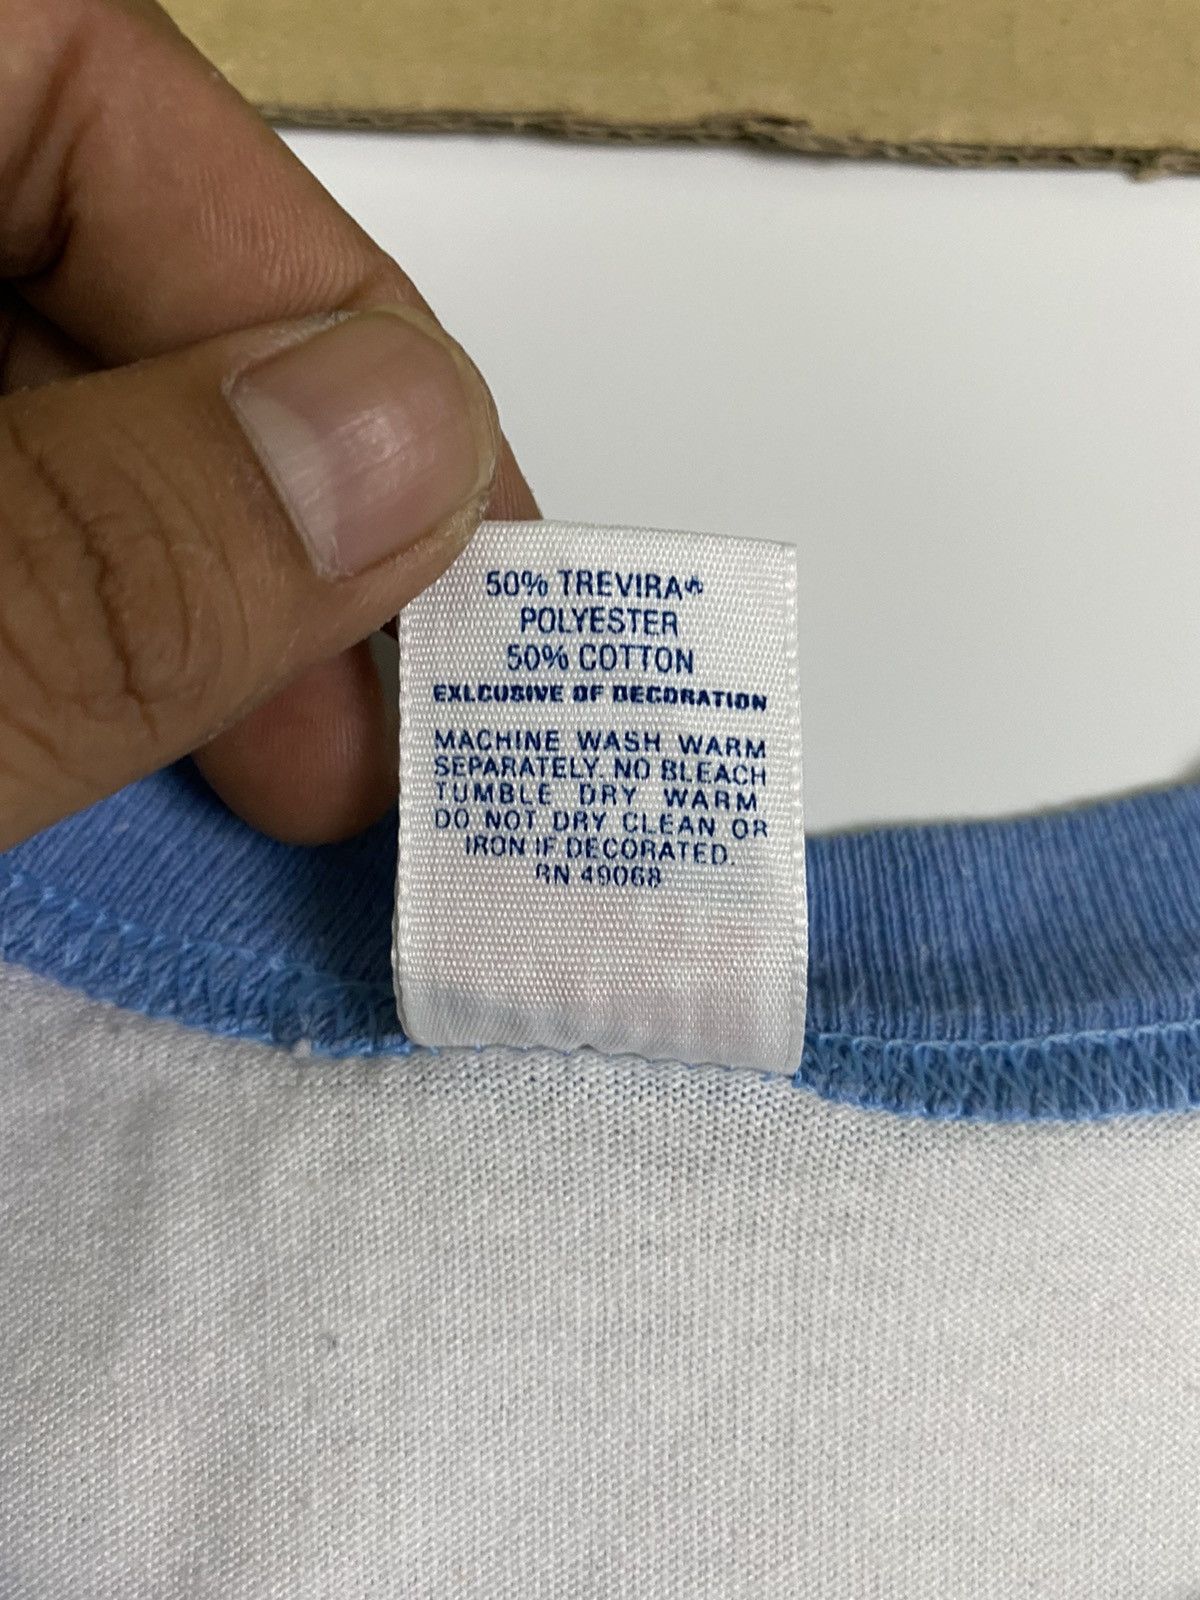 50% TREVIRA
POLYESTER
50% COTTON
EXLCUSIVE OF DECORATION
MACHINE WASH WARM
SEPARATELY. NO BLEACH
TUMBLE DRY WARM
DO NOT DRY CLEAN OR
IRON IF DECORATED.
RN 49068